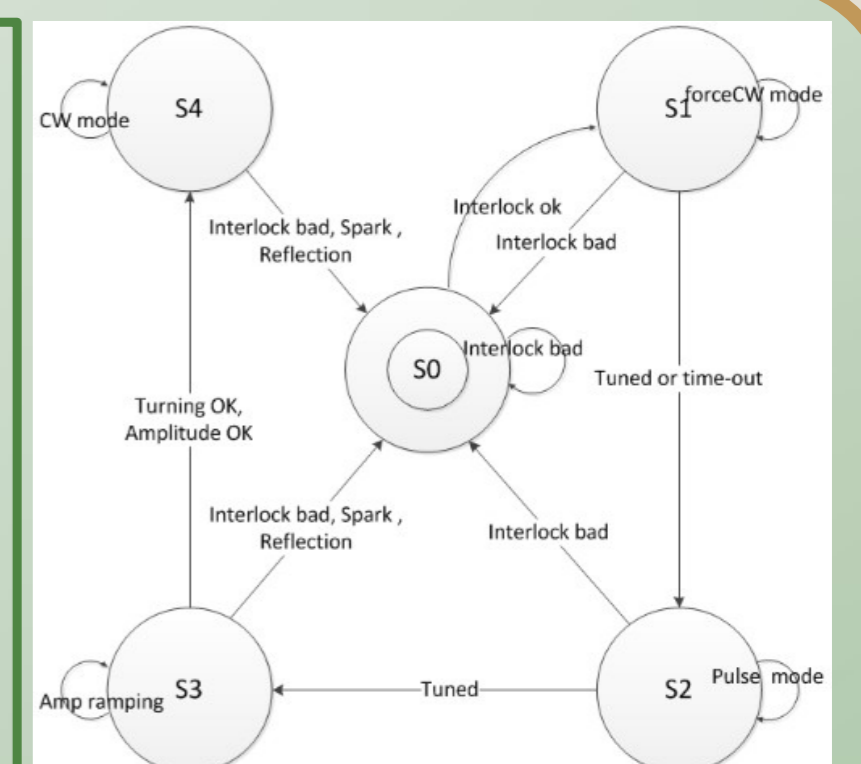 S4
CW mode
S1
forceCW mode
Interlock ok
Interlock bad, Spark ,
Reflection
Interlock bad
S0
Interlock bad
Tuned or time-out
Turning OK,
Amplitude OK
Interlock bad, Spark ,
Reflection
Interlock bad
S3
Amp ramping
Tuned
S2
Pulse mode